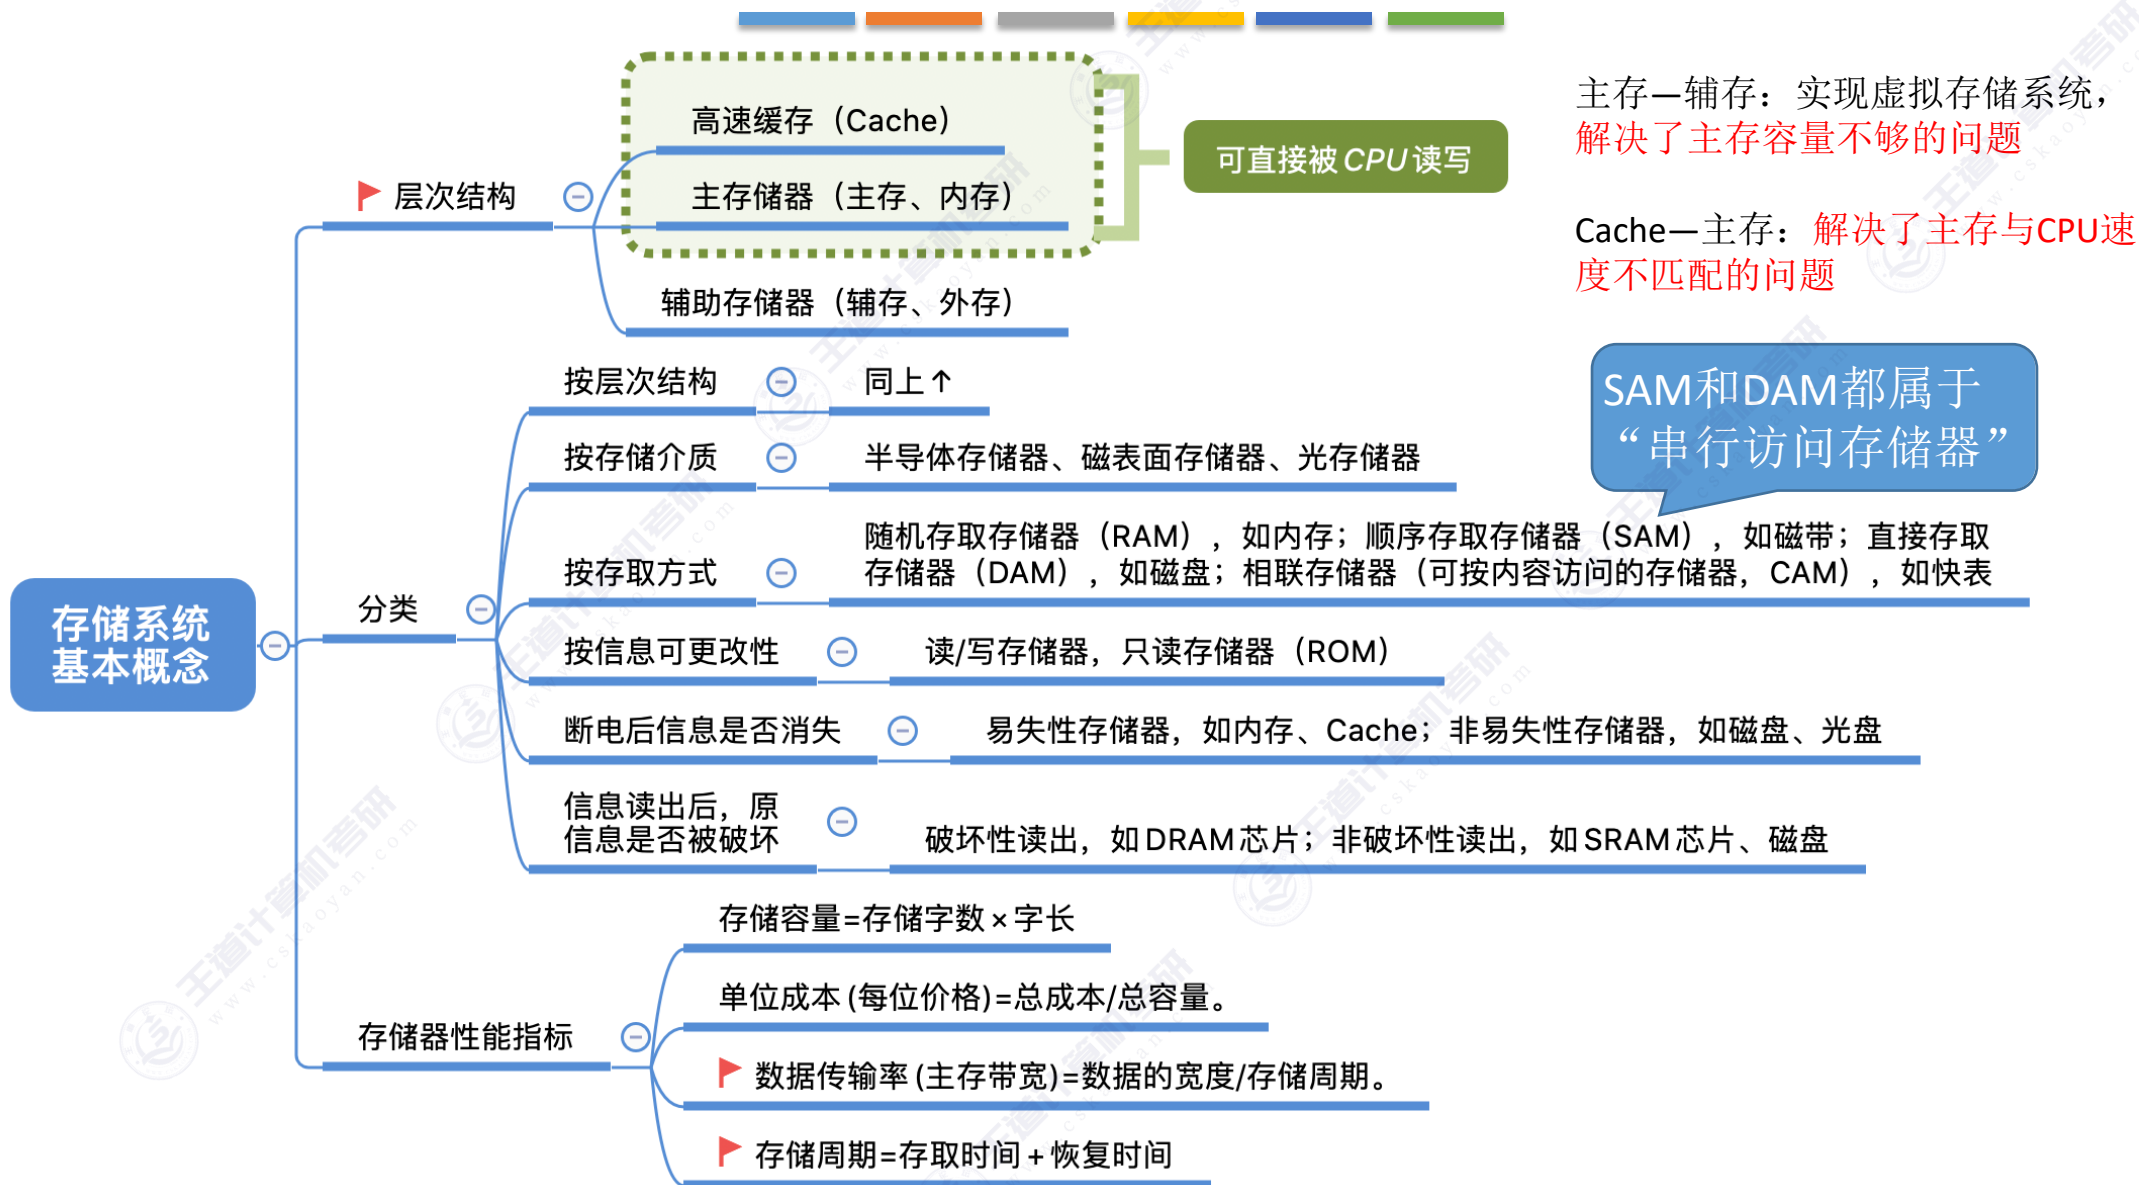 高速缓存（Cache）
层次结构
主存储器（主存、内存）
可直接被CPU读写
辅助存储器（辅存、外存）
主存—辅存：实现虚拟存储系统，
解决了主存容量不够的问题
Cache—主存：解决了主存与CPU速
度不匹配的问题
SAM和DAM都属于
“串行访问存储器”
存储系统
基本概念
分类
按层次结构
同上↑
按存储介质
半导体存储器、磁表面存储器、光存储器
按存取方式
随机存取存储器（RAM），如内存；顺序存取存储器（SAM），如磁带；直接存取
存储器（DAM），如磁盘；相联存储器（可按内容访问的存储器，CAM），如快表
按信息可更改性
读/写存储器，只读存储器（ROM）
断电后信息是否消失
易失性存储器，如内存、Cache；非易失性存储器，如磁盘、光盘
信息读出后，原
信息是否被破坏
破坏性读出，如DRAM芯片；非破坏性读出，如SRAM芯片、磁盘
存储器性能指标
存储容量=存储字数×字长
单位成本(每位价格)=总成本/总容量。
数据传输率(主存带宽)=数据的宽度/存储周期。
存储周期=存取时间+恢复时间
王道计算机考研
www.cskaoyan.com